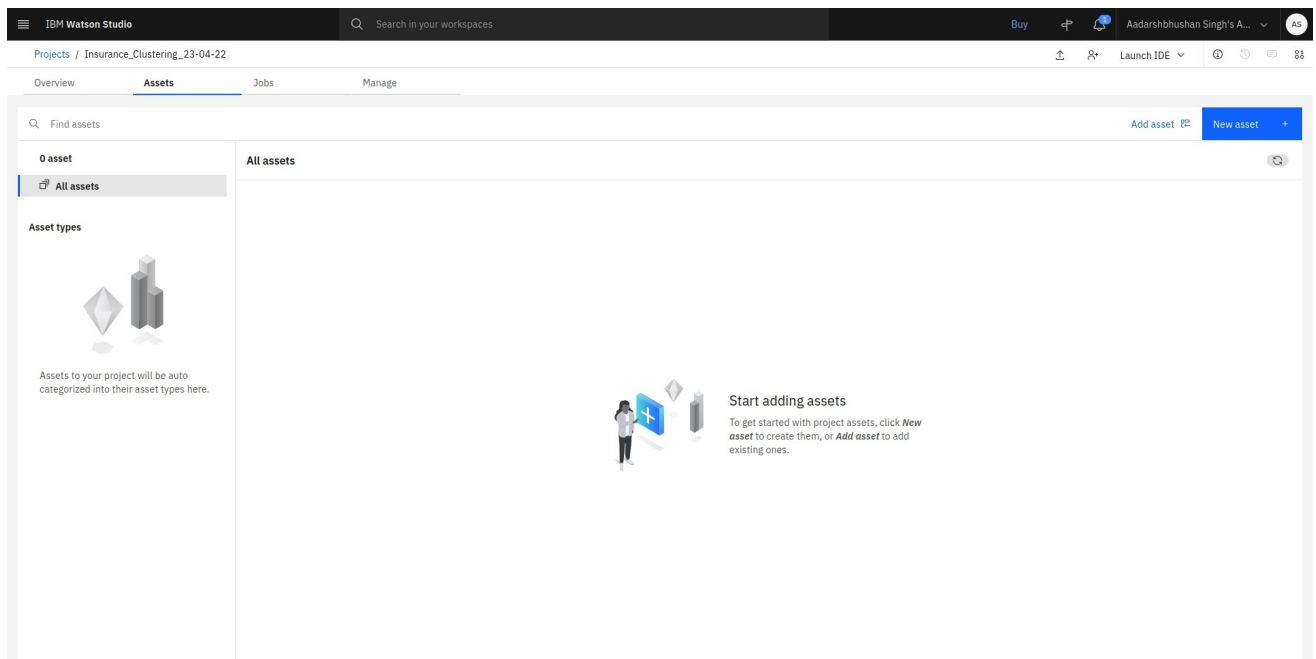 IBM Watson Studio
Search in your workspaces
Buy
1
Aadarshbhushan Singh's A...
AS
Projects / Insurance_Clustering_23-04-22
Launch IDE
Overview
Assets
Jobs
Manage
Find assets
Add asset
New asset +
0 asset
All assets
All assets
Asset types
Assets to your project will be auto
categorized into their asset types here.
Start adding assets
To get started with project assets, click New
asset to create them, or Add asset to add
existing ones.